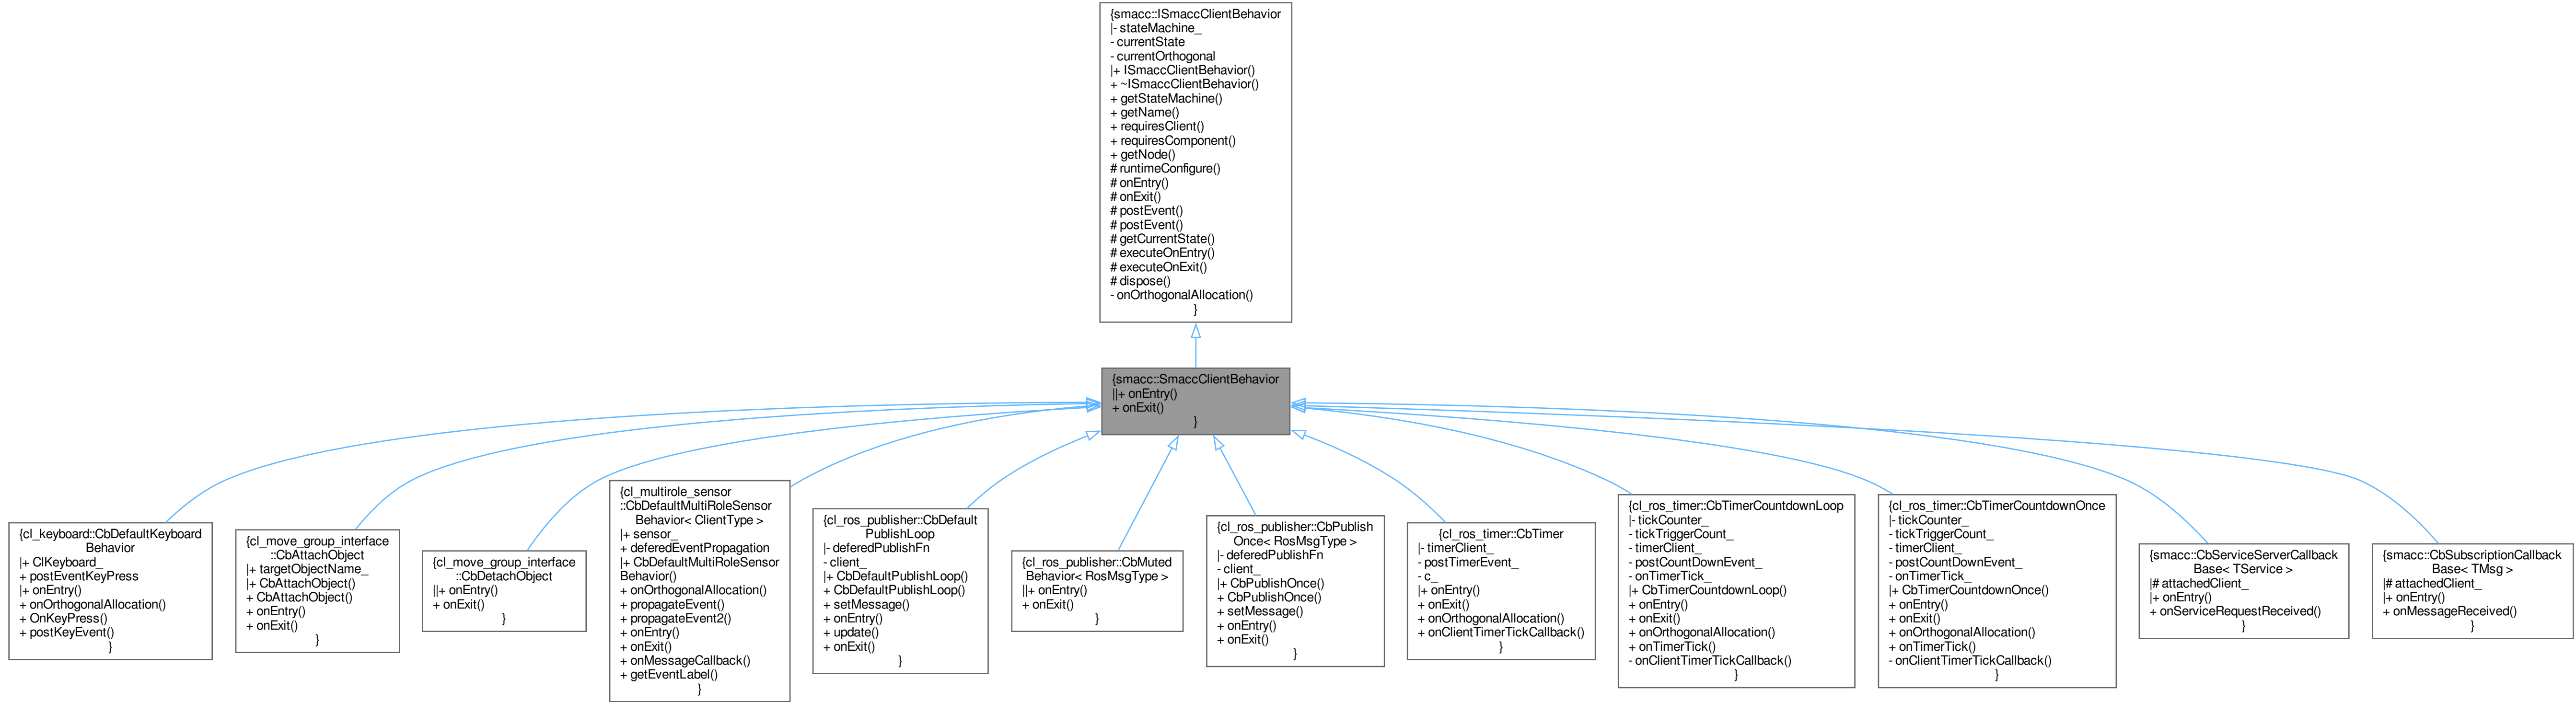 {smacc::ISmaccClientBehavior
|- stateMachine_
- currentState
- currentOrthogonal
|+ ISmaccClientBehavior()
+ ~ISmaccClientBehavior()
+ getStateMachine()
+ getName()
+ requiresClient()
+ requiresComponent()
+ getNode()
# runtimeConfigure()
# onEntry()
# onExit()
# postEvent()
# postEvent()
# getCurrentState()
# executeOnEntry()
# executeOnExit()
# dispose()
- onOrthogonalAllocation()
}
{smacc::SmaccClientBehavior
||+ onEntry()
+ onExit()
}
{cl_keyboard::CbDefaultKeyboard
Behavior
|+ ClKeyboard_
+ postEventKeyPress
|+ onEntry()
+ onOrthogonalAllocation()
+ OnKeyPress()
+ postKeyEvent()
}
{cl_move_group_interface
::CbAttachObject
|+ targetObjectName_
|+ CbAttachObject()
+ CbAttachObject()
+ onEntry()
+ onExit()
}
{cl_move_group_interface
::CbDetachObject
||+ onEntry()
+ onExit()
}
{cl_multirole_sensor
::CbDefaultMultiRoleSensor
Behavior< ClientType >
|+ sensor_
+ deferedEventPropagation
|+ CbDefaultMultiRoleSensor
Behavior()
+ onOrthogonalAllocation()
+ propagateEvent()
+ propagateEvent2()
+ onEntry()
+ onExit()
+ onMessageCallback()
+ getEventLabel()
}
{cl_ros_publisher::CbDefault
PublishLoop
|- deferedPublishFn
- client_
|+ CbDefaultPublishLoop()
+ CbDefaultPublishLoop()
+ setMessage()
+ onEntry()
+ update()
+ onExit()
}
{cl_ros_publisher::CbMuted
Behavior< RosMsgType >
||+ onEntry()
+ onExit()
}
{cl_ros_publisher::CbPublish
Once< RosMsgType >
|- deferedPublishFn
- client_
|+ CbPublishOnce()
+ CbPublishOnce()
+ setMessage()
+ onEntry()
+ onExit()
}
{cl_ros_timer::CbTimer
|- timerClient_
- postTimerEvent_
- c_
|+ onEntry()
+ onExit()
+ onOrthogonalAllocation()
+ onClientTimerTickCallback()
}
{cl_ros_timer::CbTimerCountdownLoop
|- tickCounter_
- tickTriggerCount_
- timerClient_
- postCountDownEvent_
- onTimerTick_
|+ CbTimerCountdownLoop()
+ onEntry()
+ onExit()
+ onOrthogonalAllocation()
+ onTimerTick()
- onClientTimerTickCallback()
}
{cl_ros_timer::CbTimerCountdownOnce
|- tickCounter_
- tickTriggerCount_
- timerClient_
- postCountDownEvent_
- onTimerTick_
|+ CbTimerCountdownOnce()
+ onEntry()
+ onExit()
+ onOrthogonalAllocation()
+ onTimerTick()
- onClientTimerTickCallback()
}
{smacc::CbServiceServerCallback
Base< TService >
|# attachedClient_
|+ onEntry()
+ onServiceRequestReceived()
}
{smacc::CbSubscriptionCallback
Base< TMsg >
|# attachedClient_
|+ onEntry()
+ onMessageReceived()
}